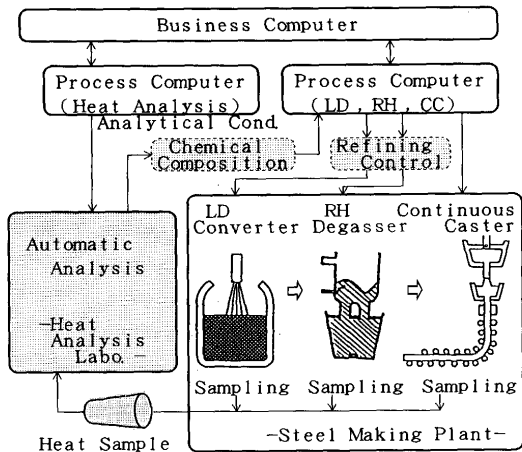 Business Computer
Process Computer
(Heat Analysis)
Process Computer
(LD, RH, CC)
Analytical Cond.
Chemical
Composition
Refining
Control
LD
Converter
RH
Degasser
Continuous
Caster
Automatic
Analysis
-Heat
Analysis
Labo. -
Sampling
Sampling
Sampling
Heat Sample
-Steel Making Plant-